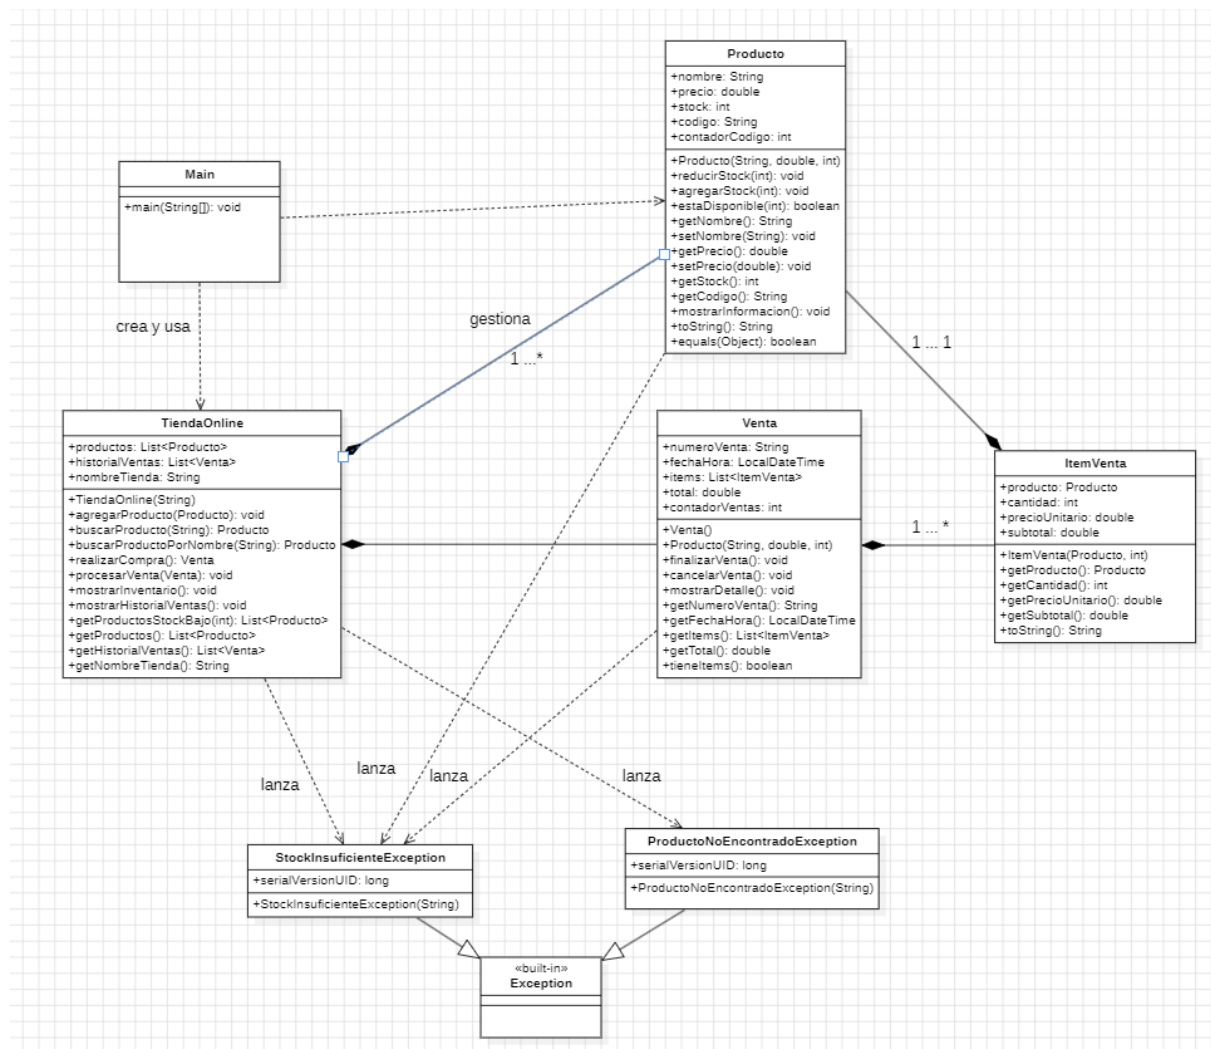 Producto
+nombre: String
+precio: double
+stock: int
+codigo: String
+contadorCodigo: int
+Producto(String, double, int)
+reducirStock(int): void
+agregarStock(int): void
+estaDisponible(int): boolean
+getNombre(): String
+setNombre(String): void
+getPrecio(): double
+setPrecio(double): void
+getStock(): int
+getCodigo(): String
+mostrarInformacion(): void
+toString(): String
+equals(Object): boolean
Main
+main(String[]): void
crea y usa
gestiona
1 ...*
1 ... 1
TiendaOnline
+productos: List<Producto>
+historialVentas: List<Venta>
+nombreTienda: String
+TiendaOnline(String)
+agregarProducto(Producto): void
+buscarProducto(String): Producto
+buscarProductoPorNombre(String): Producto
+realizarCompra(): Venta
+procesarVenta(Venta): void
+mostrarInventario(): void
+mostrarHistorialVentas(): void
+getProductosStockBajo(int): List<Producto>
+getProductos(): List<Producto>
+getHistorialVentas(): List<Venta>
+getNombreTienda(): String
Venta
+numeroVenta: String
+fechaHora: LocalDateTime
+items: List<ItemVenta>
+total: double
+contadorVentas: int
+Venta()
+Producto(String, double, int)
+finalizarVenta(): void
+cancelarVenta(): void
+mostrarDetalle(): void
+getNumeroVenta(): String
+getFechaHora(): LocalDateTime
+getItems(): List<ItemVenta>
+getTotal(): double
+tieneItems(): boolean
1 ... *
ItemVenta
+producto: Producto
+cantidad: int
+precioUnitario: double
+subtotal: double
+ItemVenta(Producto, int)
+getProducto(): Producto
+getCantidad(): int
+getPrecioUnitario(): double
+getSubtotal(): double
+toString(): String
lanza
lanza
lanza
lanza
StockInsuficienteException
+serialVersionUID: long
+StockInsuficienteException(String)
ProductoNoEncontradoException
+serialVersionUID: long
+ProductoNoEncontradoException(String)
«built-in»
Exception